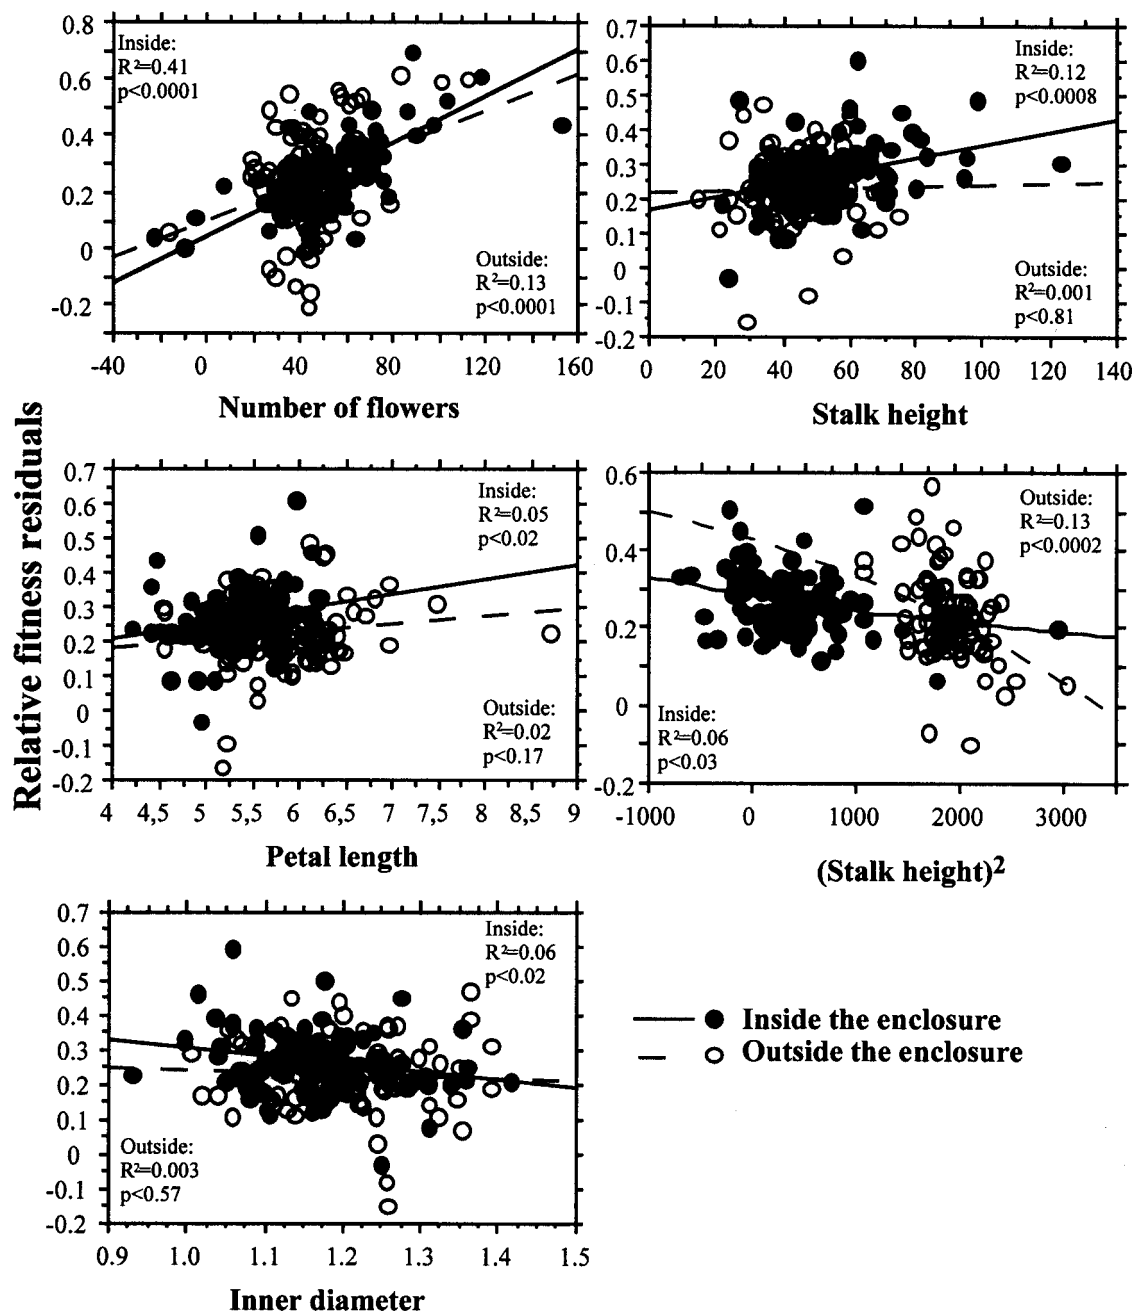 Relative fitness residuals
0.8
0.6
0.4
0.2
0
-0.2
Inside:
R²=0.41
p<0.0001
Outside:
R²=0.13
p<0.0001
-40 0 40 80 120 160
Number of flowers
0.7
0.6
0.5
0.4
0.3
0.2
0.1
0
-0.1
-0.2
Inside:
R²=0.12
p<0.0008
Outside:
R²=0.001
p<0.81
0 20 40 60 80 100 120 140
Stalk height
0.7
0.6
0.5
0.4
0.3
0.2
0.1
0
-0.1
-0.2
Inside:
R²=0.05
p<0.02
Outside:
R²=0.02
p<0.17
4 4,5 5 5,5 6 6,5 7 7,5 8 8,5 9
Petal length
0.6
0.4
0.2
0
-0.2
Outside:
R²=0.13
p<0.0002
Inside:
R²=0.06
p<0.03
-1000 0 1000 2000 3000
(Stalk height)²
0.7
0.6
0.5
0.4
0.3
0.2
0.1
0
-0.1
-0.2
Inside:
R²=0.06
p<0.02
Outside:
R²=0.003
p<0.57
0.9 1.0 1.1 1.2 1.3 1.4 1.5
Inner diameter
Inside the enclosure
Outside the enclosure